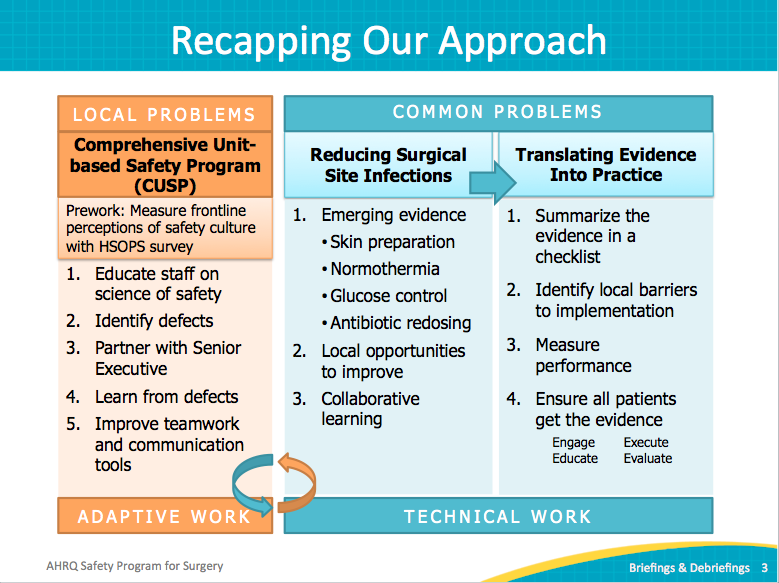 Recapping Our Approach
LOCAL PROBLEMS
Comprehensive Unit-
based Safety Program
(CUSP)
Prework: Measure frontline
perceptions of safety culture
with HSOPS survey
1. Educate staff on
science of safety
2. Identify defects
3. Partner with Senior
Executive
4. Learn from defects
5. Improve teamwork
and communication
tools
ADAPTIVE WORK
COMMON PROBLEMS
Reducing Surgical
Site Infections
1. Emerging evidence
• Skin preparation
• Normothermia
• Glucose control
• Antibiotic redosing
2. Local opportunities
to improve
3. Collaborative
learning
Translating Evidence
Into Practice
1. Summarize the
evidence in a
checklist
2. Identify local barriers
to implementation
3. Measure
performance
4. Ensure all patients
get the evidence
Engage Execute
Educate Evaluate
TECHNICAL WORK
AHRQ Safety Program for Surgery
Briefings & Debriefings 3